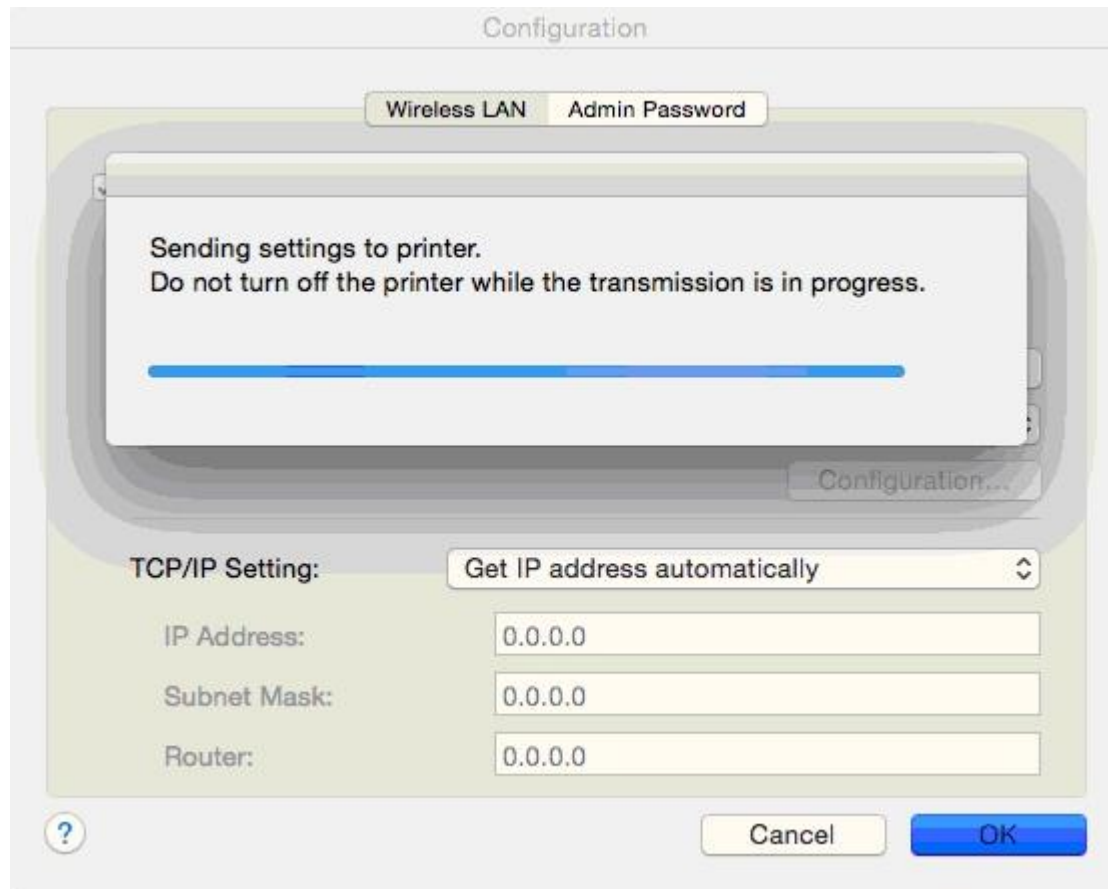 Configuration
Wireless LAN Admin Password
Sending settings to printer.
Do not turn off the printer while the transmission is in progress.
Configuration...
TCP/IP Setting: Get IP address automatically
IP Address: 0.0.0.0
Subnet Mask: 0.0.0.0
Router: 0.0.0.0
? Cancel OK